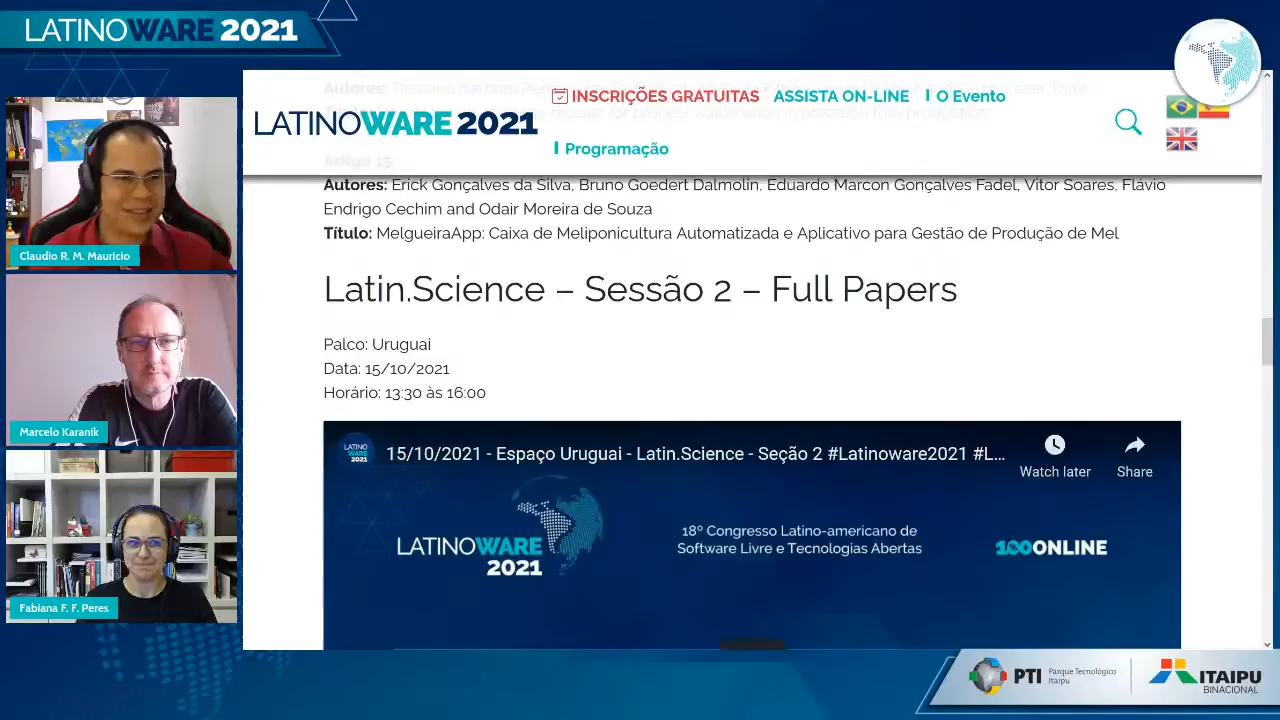 LATINOWARE 2021
INSCRIÇÕES GRATUITAS
ASSISTA ON-LINE
O Evento
LATINOWARE 2021
Programação
Artigo 15:
Autores: Erick Gonçalves da Silva, Bruno Goedert Dalmolin, Eduardo Marcon Gonçalves Fadel, Vitor Soares, Flávio
Endrigo Cechim and Odair Moreira de Souza
Título: MelgueiraApp: Caixa de Meliponicultura Automatizada e Aplicativo para Gestão de Produção de Mel
Latin.Science – Sessão 2 – Full Papers
Palco: Uruguai
Data: 15/10/2021
Horário: 13:30 às 16:00
LATINO
WARE
2021
15/10/2021 - Espaço Uruguai - Latin.Science - Seção 2 #Latinoware2021 #L...
Watch later
Share
LATINOWARE
2021
18º Congresso Latino-americano de
Software Livre e Tecnologias Abertas
100ONLINE
Claudio R. M. Mauricio
Marcelo Karanik
Fabiana F. F. Peres
PTI
Parque Tecnológico
Itaipu
ITAIPU
BINACIONAL